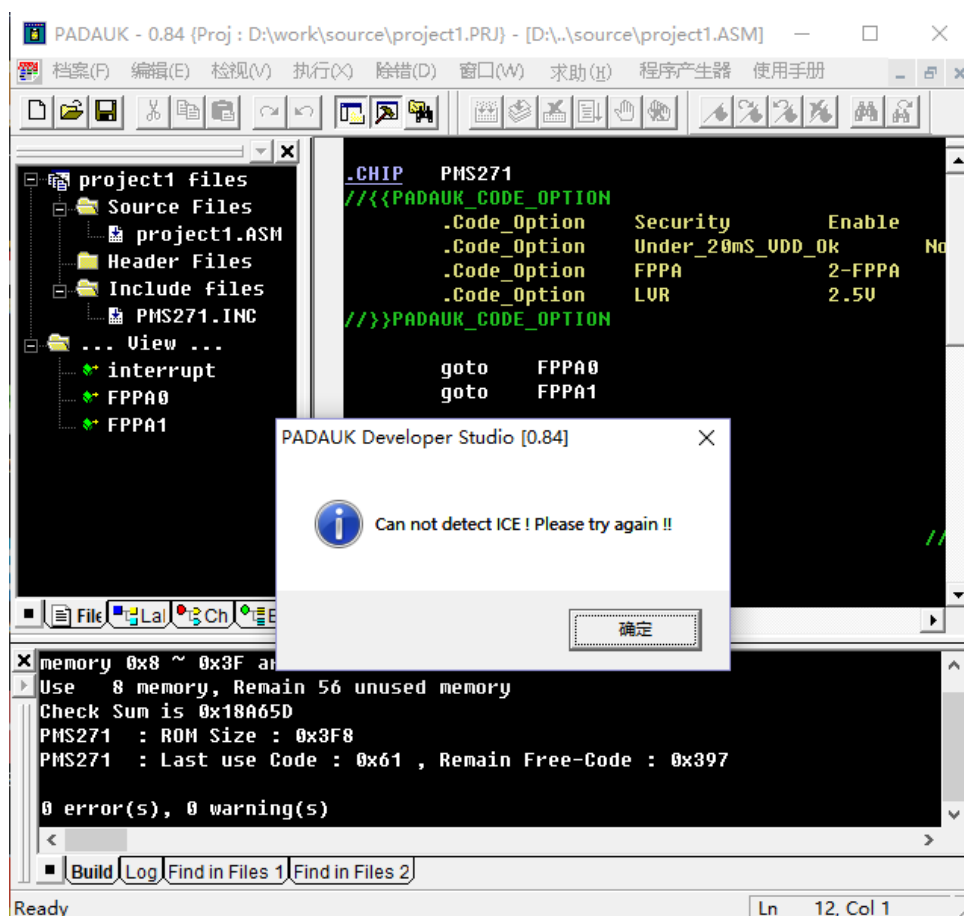 PADAUK - 0.84 {Proj : D:\work\source\project1.PRJ} - [D:\..\source\project1.ASM]
档案(F) 编辑(E) 检视(V) 执行(X) 除错(D) 窗口(W) 求助(H) 程序产生器 使用手册
project1 files
Source Files
project1.ASM
Header Files
Include files
PMS271.INC
... View ...
interrupt
FPPA0
FPPA1
.CHIP PMS271
//{{PADAUK_CODE_OPTION
.Code_Option Security Enable
.Code_Option Under_20mS_VDD_Ok No
.Code_Option FPPA 2-FPPA
.Code_Option LVR 2.5V
//}}PADAUK_CODE_OPTION
goto FPPA0
goto FPPA1
//
PADAUK Developer Studio [0.84]
Can not detect ICE ! Please try again !!
确定
File Lal Ch E
memory 0x8 ~ 0x3F ar
Use 8 memory, Remain 56 unused memory
Check Sum is 0x18A65D
PMS271 : ROM Size : 0x3F8
PMS271 : Last use Code : 0x61 , Remain Free-Code : 0x397
0 error(s), 0 warning(s)
Build Log Find in Files 1 Find in Files 2
Ready Ln 12, Col 1